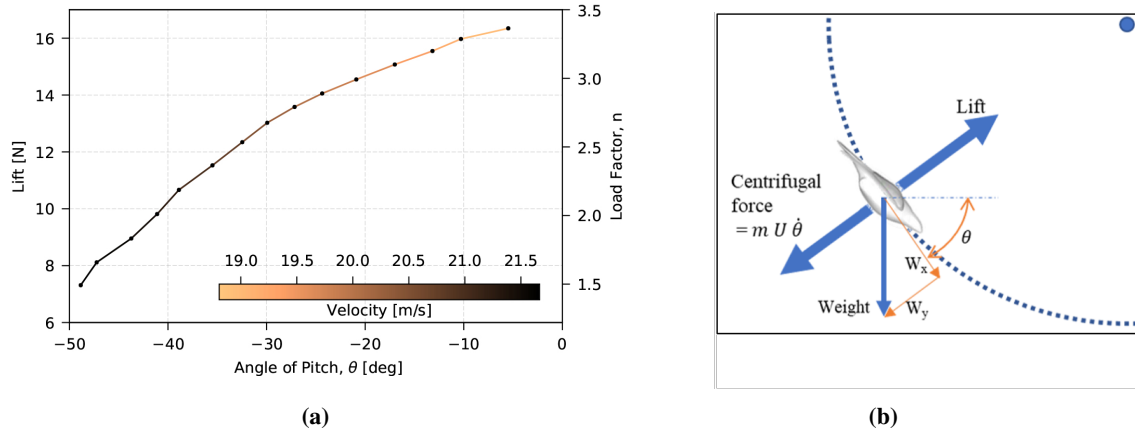 16
14
12
10
8
6
Lift [N]
3.5
3.0
2.5
2.0
1.5
Load Factor, n
19.0 19.5 20.0 20.5 21.0 21.5
Velocity [m/s]
−50 −40 −30 −20 −10 0
Angle of Pitch, θ [deg]
(a)
Lift
Centrifugal
force
= m U θ̇
θ
Wₓ
Weight
W_y
(b)